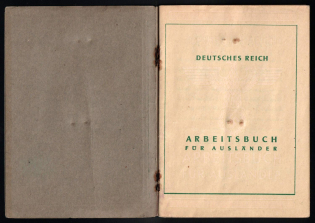 DEUTSCHES REICH
ARBEITSBUCH
FÜR AUSLÄNDER